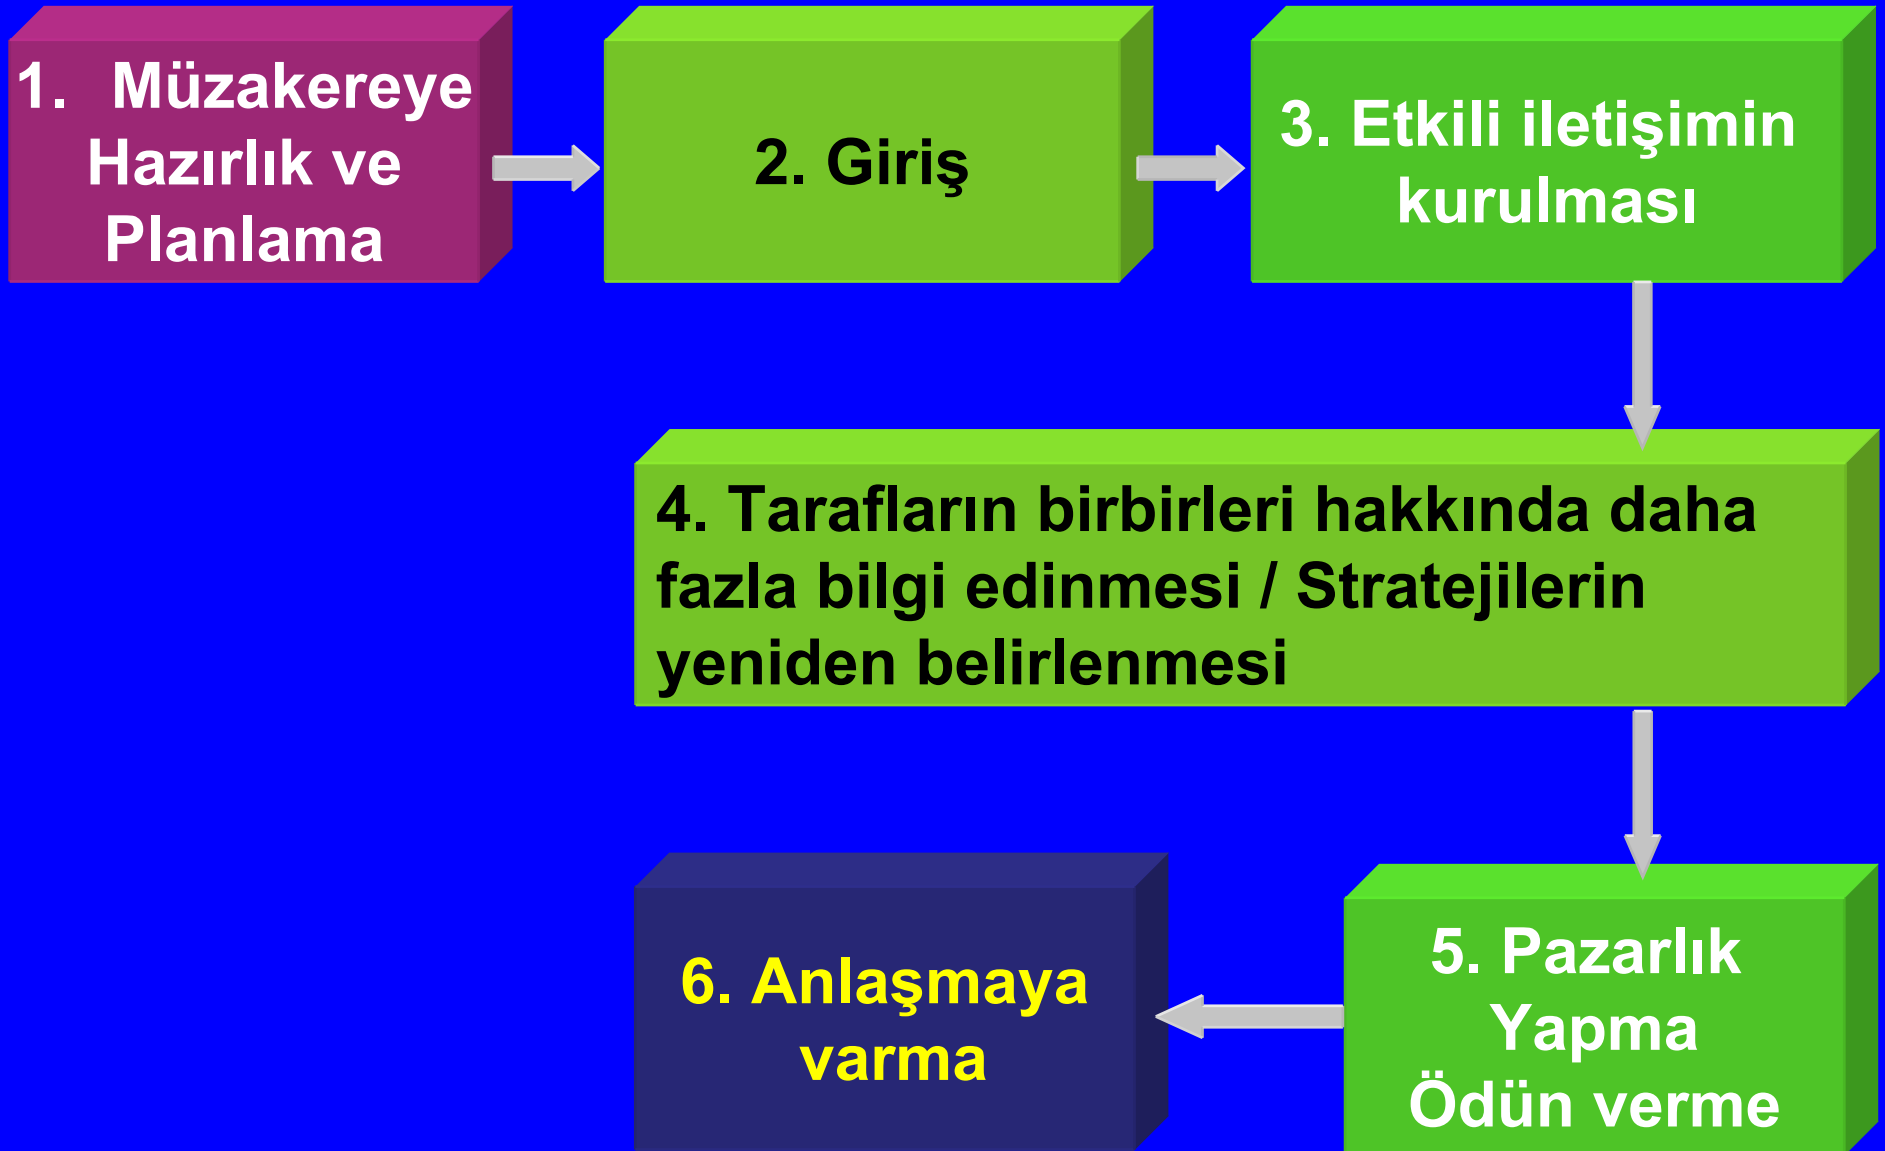 1. Müzakereye
Hazırlık ve
Planlama
2. Giriş
3. Etkili iletişimin
kurulması
4. Tarafların birbirleri hakkında daha
fazla bilgi edinmesi / Stratejilerin
yeniden belirlenmesi
5. Pazarlık
Yapma
Ödün verme
6. Anlaşmaya
varma